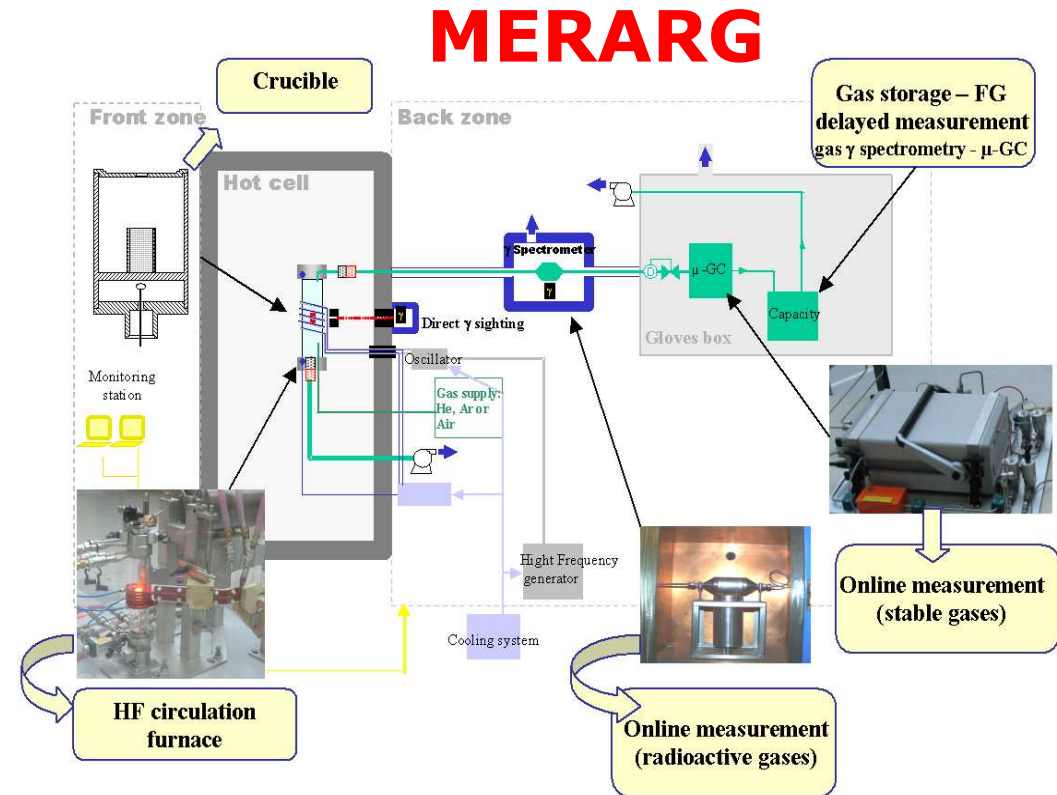 MERARG
Crucible
Gas storage – FG
delayed measurement
gas γ spectrometry - µ-GC
Front zone
Back zone
Hot cell
γ Spectrometer
γ
µ -GC
D
Capacity
Gloves box
γ
Direct γ sighting
Oscillator
Monitoring
station
Gas supply:
He, Ar or
Air
Hight Frequency
generator
Cooling system
Online measurement
(stable gases)
HF circulation
furnace
Online measurement
(radioactive gases)